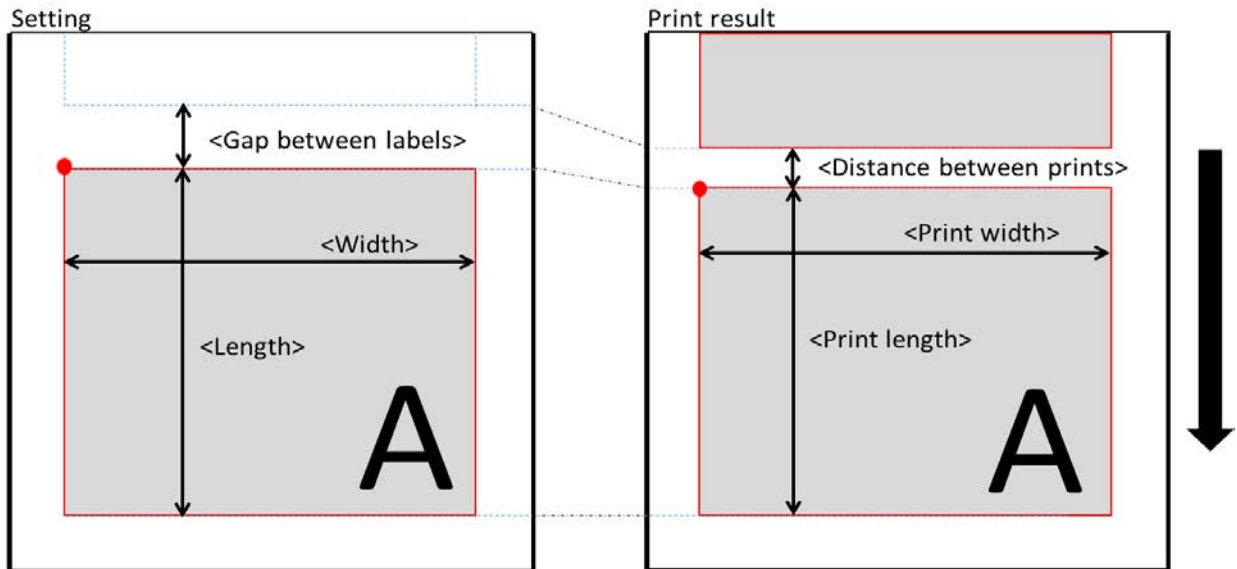 Setting
Print result
<Gap between labels>
<Distance between prints>
<Width>
<Print width>
<Length>
<Print length>
A
A